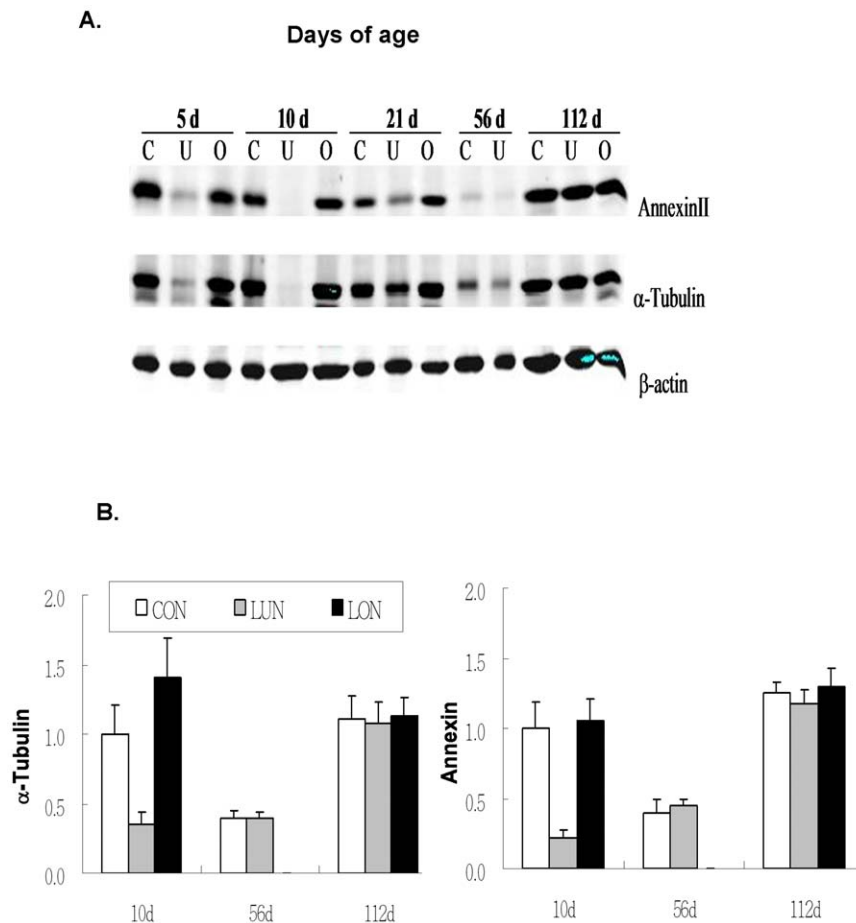 A.
Days of age
5 d 10 d 21 d 56 d 112 d
C U O C U O C U O C U C U O
AnnexinII
α-Tubulin
β-actin
B.
CON LUN LON
α-Tubulin
2.0
1.5
1.0
0.5
0.0
10d 56d 112d
Annexin
2.0
1.5
1.0
0.5
0.0
10d 56d 112d